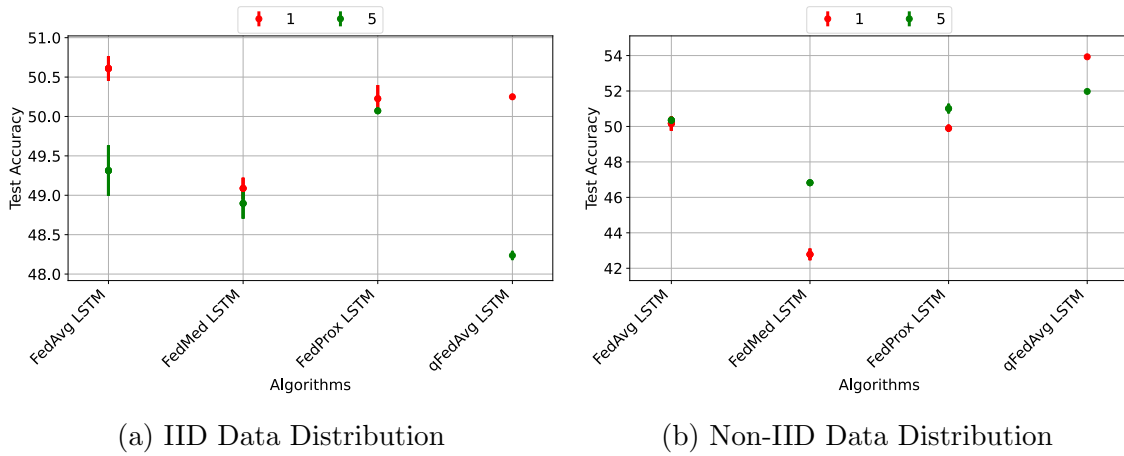 1 5
51.0
50.5
50.0
49.5
49.0
48.5
48.0
Test Accuracy
FedAvg LSTM
FedMed LSTM
FedProx LSTM
qFedAvg LSTM
Algorithms
(a) IID Data Distribution
1 5
54
52
50
48
46
44
42
Test Accuracy
FedAvg LSTM
FedMed LSTM
FedProx LSTM
qFedAvg LSTM
Algorithms
(b) Non-IID Data Distribution